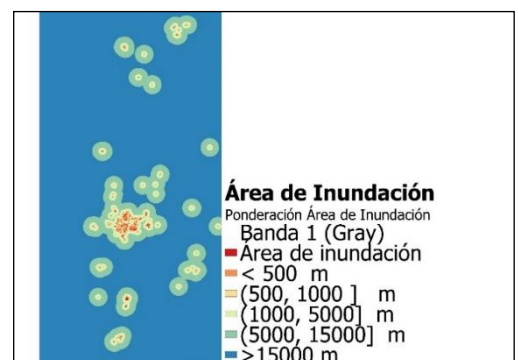 Área de Inundación
Ponderación Área de Inundación
Banda 1 (Gray)
Área de inundación
< 500 m
(500, 1000 ] m
(1000, 5000] m
(5000, 15000] m
>15000 m